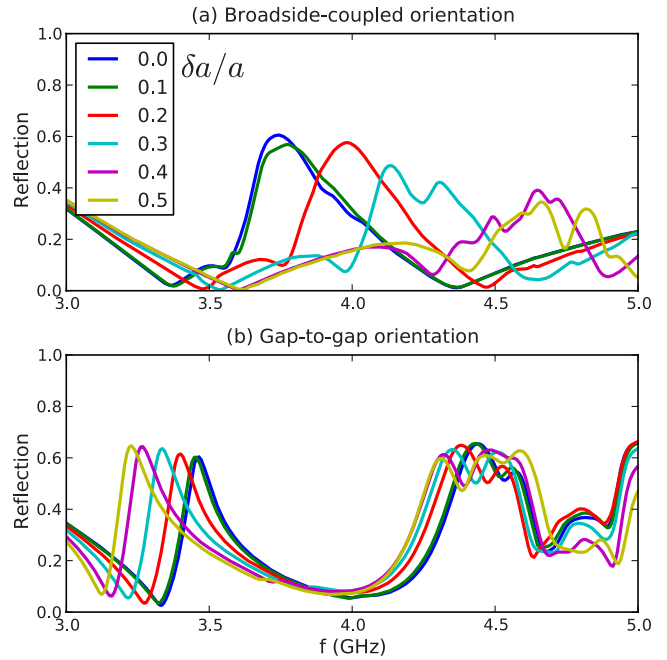 (a) Broadside-coupled orientation
1.0
0.8
0.6
0.4
0.2
0.0
Reflection
0.0
0.1
0.2
0.3
0.4
0.5
δa/a
3.0 3.5 4.0 4.5 5.0
(b) Gap-to-gap orientation
1.0
0.8
0.6
0.4
0.2
0.0
Reflection
3.0 3.5 4.0 4.5 5.0
f (GHz)